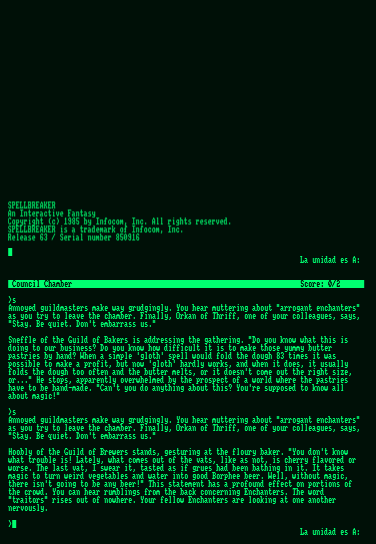 SPELLBREAKER
An Interactive Fantasy
Copyright (c) 1985 by Infocom, Inc. All rights reserved.
SPELLBREAKER is a trademark of Infocom, Inc.
Release 63 / Serial number 850916
La unidad es A:
Council Chamber Score: 0/2
)s
Annoyed guildmasters make way grudgingly. You hear muttering about "arrogant enchanters"
as you try to leave the chamber. Finally, Orkan of Thriff, one of your colleagues, says,
"Stay. Be quiet. Don't embarrass us."
Sneffle of the Guild of Bakers is addressing the gathering. "Do you know what this is
doing to our business? Do you know how difficult it is to make those yummy butter
pastries by hand? When a simple 'gloth' spell would fold the dough 83 times it was
possible to make a profit, but now 'gloth' hardly works, and when it does, it usually
folds the dough too often and the butter melts, or it doesn't come out the right size,
or..." He stops, apparently overwhelmed by the prospect of a world where the pastries
have to be hand-made. "Can't you do anything about this? You're supposed to know all
about magic!"
)s
Annoyed guildmasters make way grudgingly. You hear muttering about "arrogant enchanters"
as you try to leave the chamber. Finally, Orkan of Thriff, one of your colleagues, says,
"Stay. Be quiet. Don't embarrass us."
Hoobly of the Guild of Brewers stands, gesturing at the floury baker. "You don't know
what trouble is! Lately, what comes out of the vats, like as not, is cherry flavored or
worse. The last vat, I swear it, tasted as if grues had been bathing in it. It takes
magic to turn weird vegetables and water into good Borphee beer. Well, without magic,
there isn't going to be any beer!" This statement has a profound effect on portions of
the crowd. You can hear rumblings from the back concerning Enchanters. The word
"traitors" rises out of nowhere. Your fellow Enchanters are looking at one another
nervously.
)
La unidad es A: